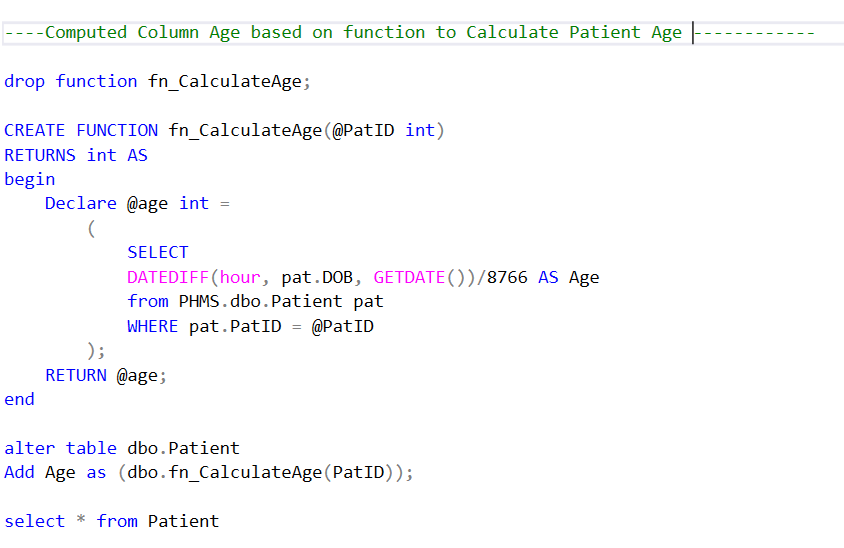 ----Computed Column Age based on function to Calculate Patient Age ------------
drop function fn_CalculateAge;
CREATE FUNCTION fn_CalculateAge(@PatID int)
RETURNS int AS
begin
Declare @age int =
(
SELECT
DATEDIFF(hour, pat.DOB, GETDATE())/8766 AS Age
from PHMS.dbo.Patient pat
WHERE pat.PatID = @PatID
);
RETURN @age;
end
alter table dbo.Patient
Add Age as (dbo.fn_CalculateAge(PatID));
select * from Patient